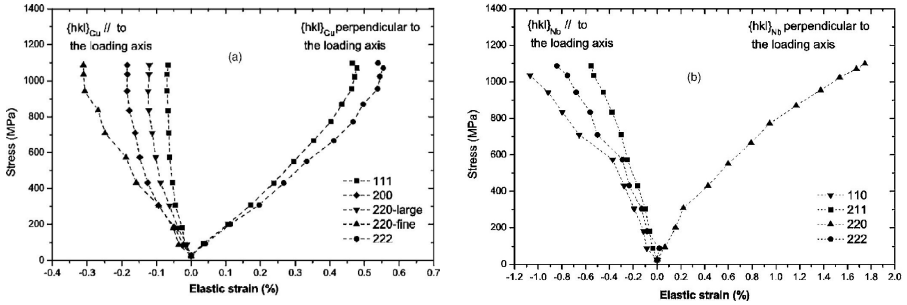 {hkl}Cu // to
the loading axis
(a)
{hkl}Cu perpendicular to
the loading axis
1400
1200
1000
800
600
400
200
0
Stress (MPa)
111
200
220-large
220-fine
222
-0.4 -0.3 -0.2 -0.1 0.0 0.1 0.2 0.3 0.4 0.5 0.6 0.7
Elastic strain (%)
{hkl}Nb // to
the loading axis
(b)
{hkl}Nb perpendicular to
the loading axis
1400
1200
1000
800
600
400
200
0
Stress (MPa)
110
211
220
222
-1.2 -1.0 -0.8 -0.6 -0.4 -0.2 0.0 0.2 0.4 0.6 0.8 1.0 1.2 1.4 1.6 1.8
Elastic strain (%)